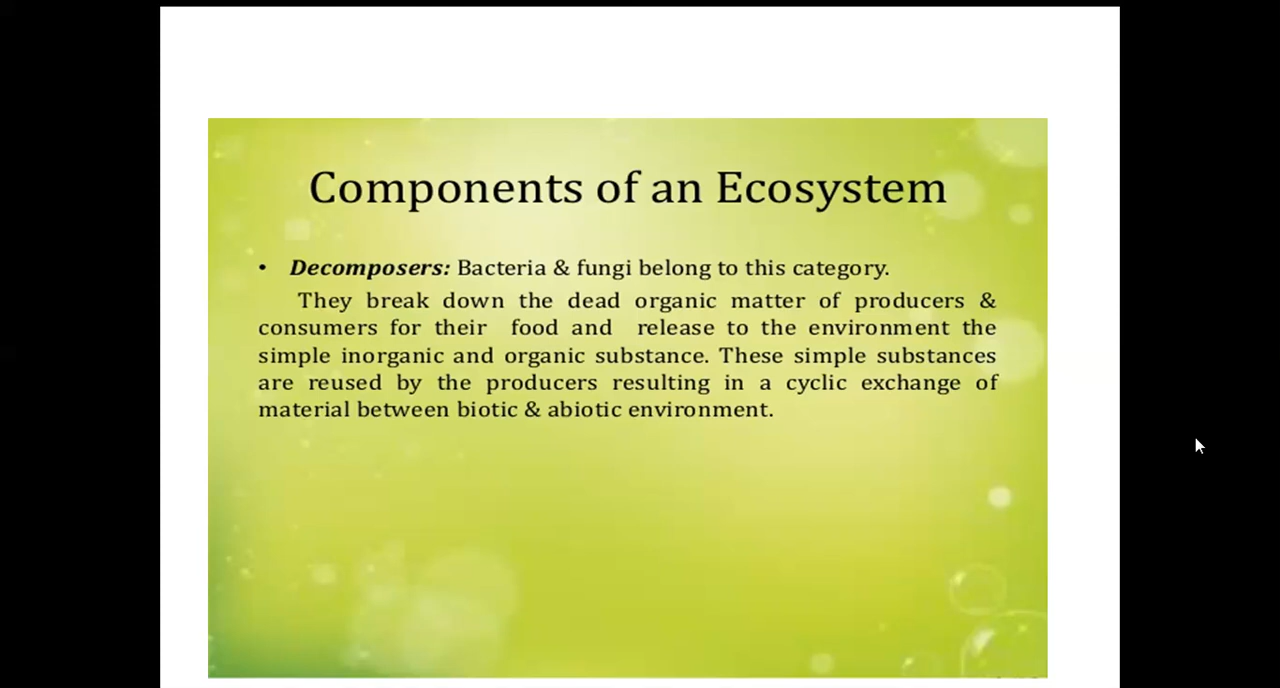 Components of an Ecosystem
• Decomposers: Bacteria & fungi belong to this category.
They break down the dead organic matter of producers &
consumers for their food and release to the environment the
simple inorganic and organic substance. These simple substances
are reused by the producers resulting in a cyclic exchange of
material between biotic & abiotic environment.